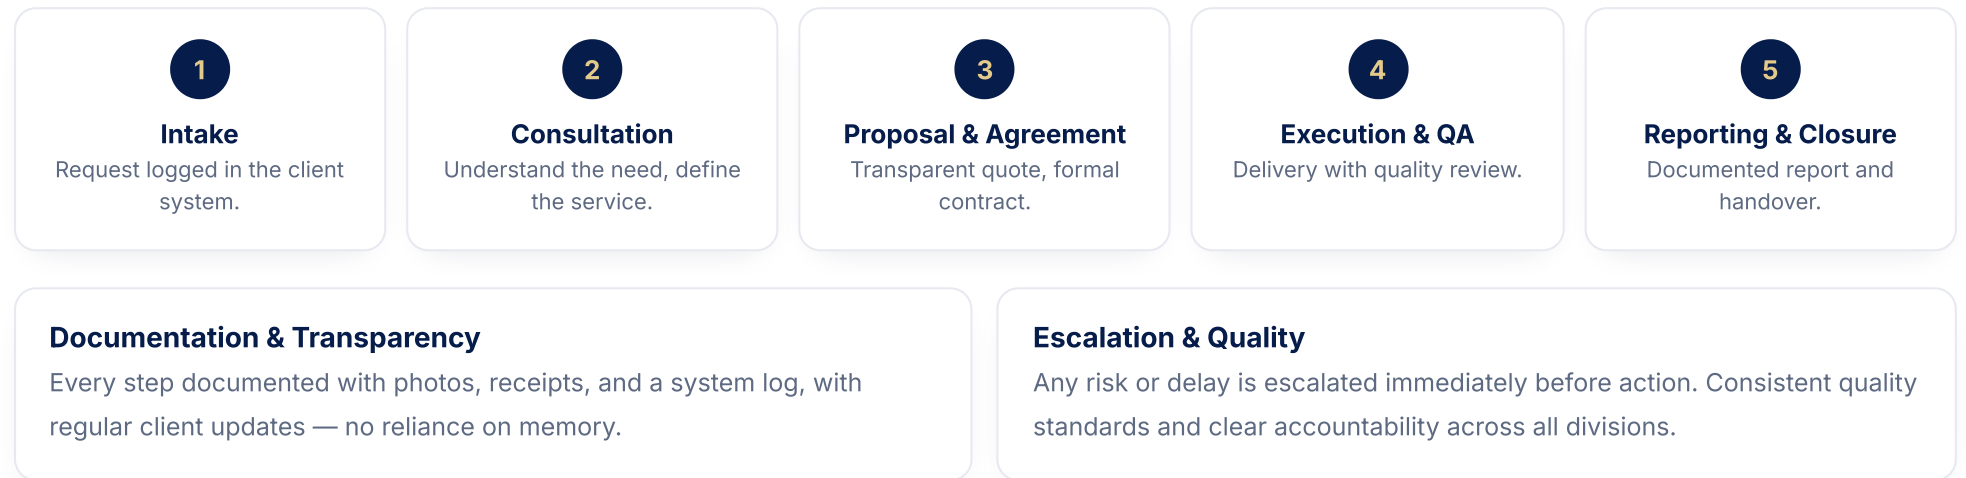 1
Intake
Request logged in the client
system.
2
Consultation
Understand the need, define
the service.
3
Proposal & Agreement
Transparent quote, formal
contract.
4
Execution & QA
Delivery with quality review.
5
Reporting & Closure
Documented report and
handover.
Documentation & Transparency
Every step documented with photos, receipts, and a system log, with
regular client updates — no reliance on memory.
Escalation & Quality
Any risk or delay is escalated immediately before action. Consistent quality
standards and clear accountability across all divisions.